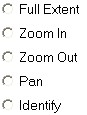 Full Extent
Zoom In
Zoom Out
Pan
Identify